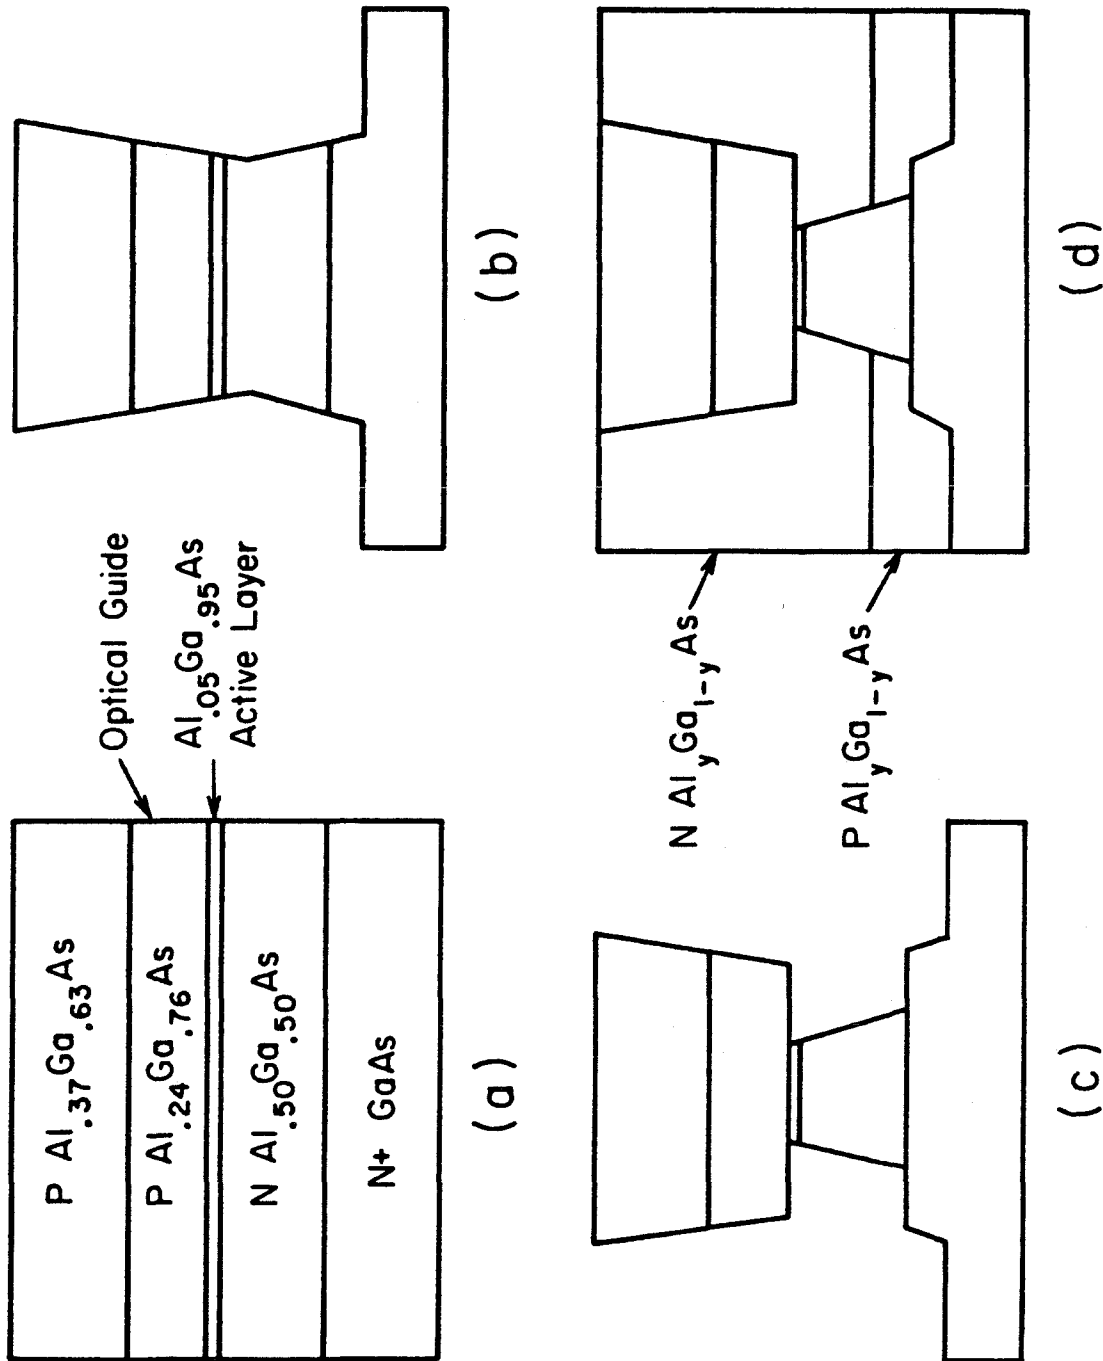 P Al.37Ga.63As
P Al.24Ga.76As
N Al.50Ga.50As
N+ GaAs
Optical Guide
Al.05Ga.95As
Active Layer
(a)
(b)
(c)
N AlyGa1-yAs
P AlyGa1-yAs
(d)